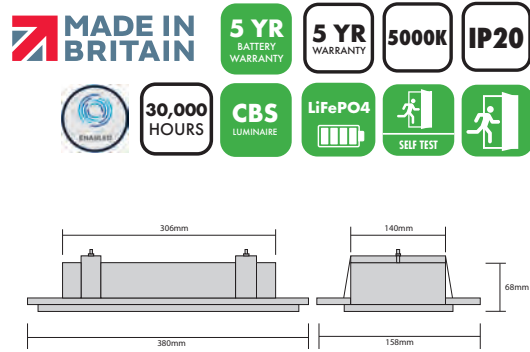 MADE IN
BRITAIN
5 YR
BATTERY
WARRANTY
5 YR
WARRANTY
5000K
IP20
ENABLED
30,000
HOURS
CBS
LUMINAIRE
LiFePO4
SELF TEST
306mm
140mm
68mm
380mm
158mm